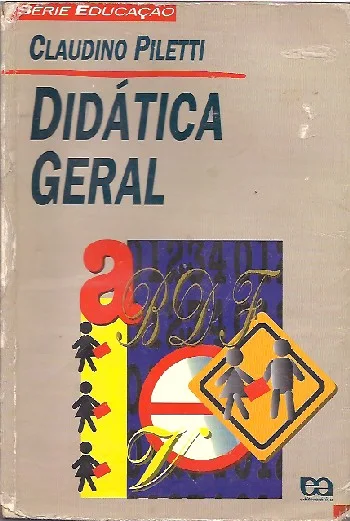 SÉRIE EDUCAÇÃO
CLAUDINO PILETTI
DIDÁTICA
GERAL
a
B D F
V